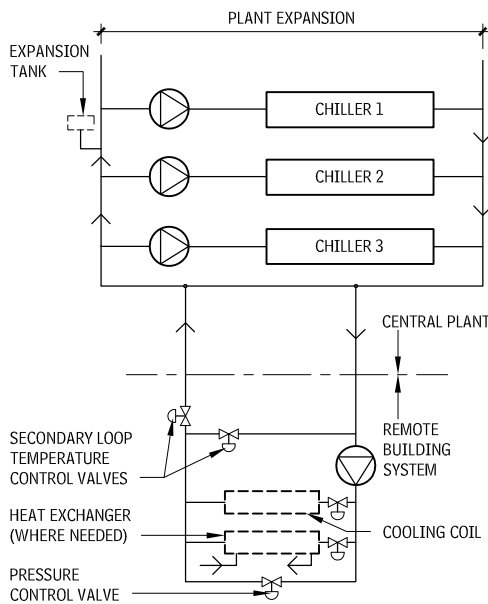 PLANT EXPANSION
EXPANSION
TANK
CHILLER 1
CHILLER 2
CHILLER 3
CENTRAL PLANT
REMOTE
BUILDING
SYSTEM
SECONDARY LOOP
TEMPERATURE
CONTROL VALVES
HEAT EXCHANGER
(WHERE NEEDED)
COOLING COIL
PRESSURE
CONTROL VALVE